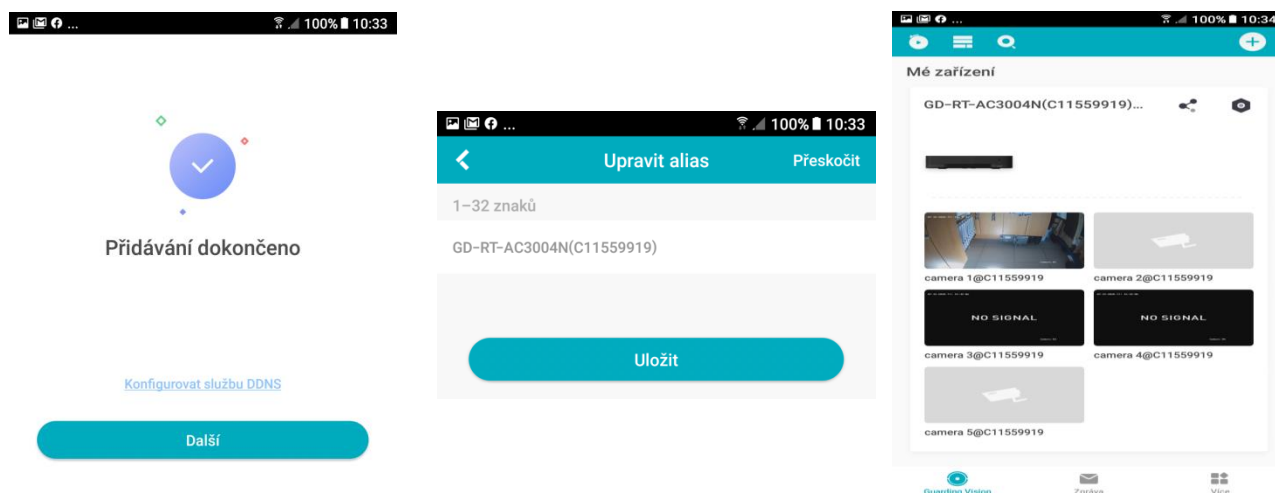 ... 100% 10:33
Přidávání dokončeno
Konfigurovat službu DDNS
Další
... 100% 10:33
Upravit alias
Přeskočit
1–32 znaků
GD-RT-AC3004N(C11559919)
Uložit
... 100% 10:34
Mé zařízení
GD-RT-AC3004N(C11559919)...
camera 1@C11559919
camera 2@C11559919
NO SIGNAL
NO SIGNAL
camera 3@C11559919
camera 4@C11559919
camera 5@C11559919
Guarding Vision
Zpráva
Více